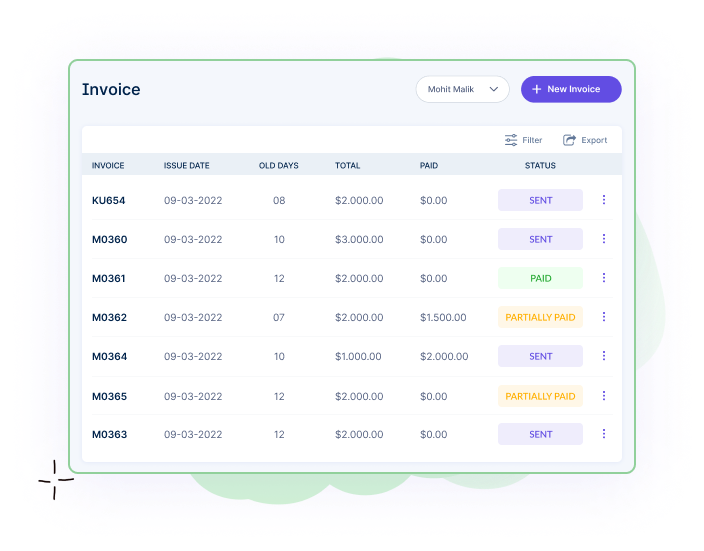 Invoice Mohit Malik New Invoice
Filter Export
INVOICE ISSUE DATE OLD DAYS TOTAL PAID STATUS
KU654 09-03-2022 08 $2.000.00 $0.00 SENT
M0360 09-03-2022 10 $3.000.00 $0.00 SENT
M0361 09-03-2022 12 $2.000.00 $0.00 PAID
M0362 09-03-2022 07 $2.000.00 $1.500.00 PARTIALLY PAID
M0364 09-03-2022 10 $1.000.00 $2.000.00 SENT
M0365 09-03-2022 12 $2.000.00 $0.00 PARTIALLY PAID
M0363 09-03-2022 12 $2.000.00 $0.00 SENT